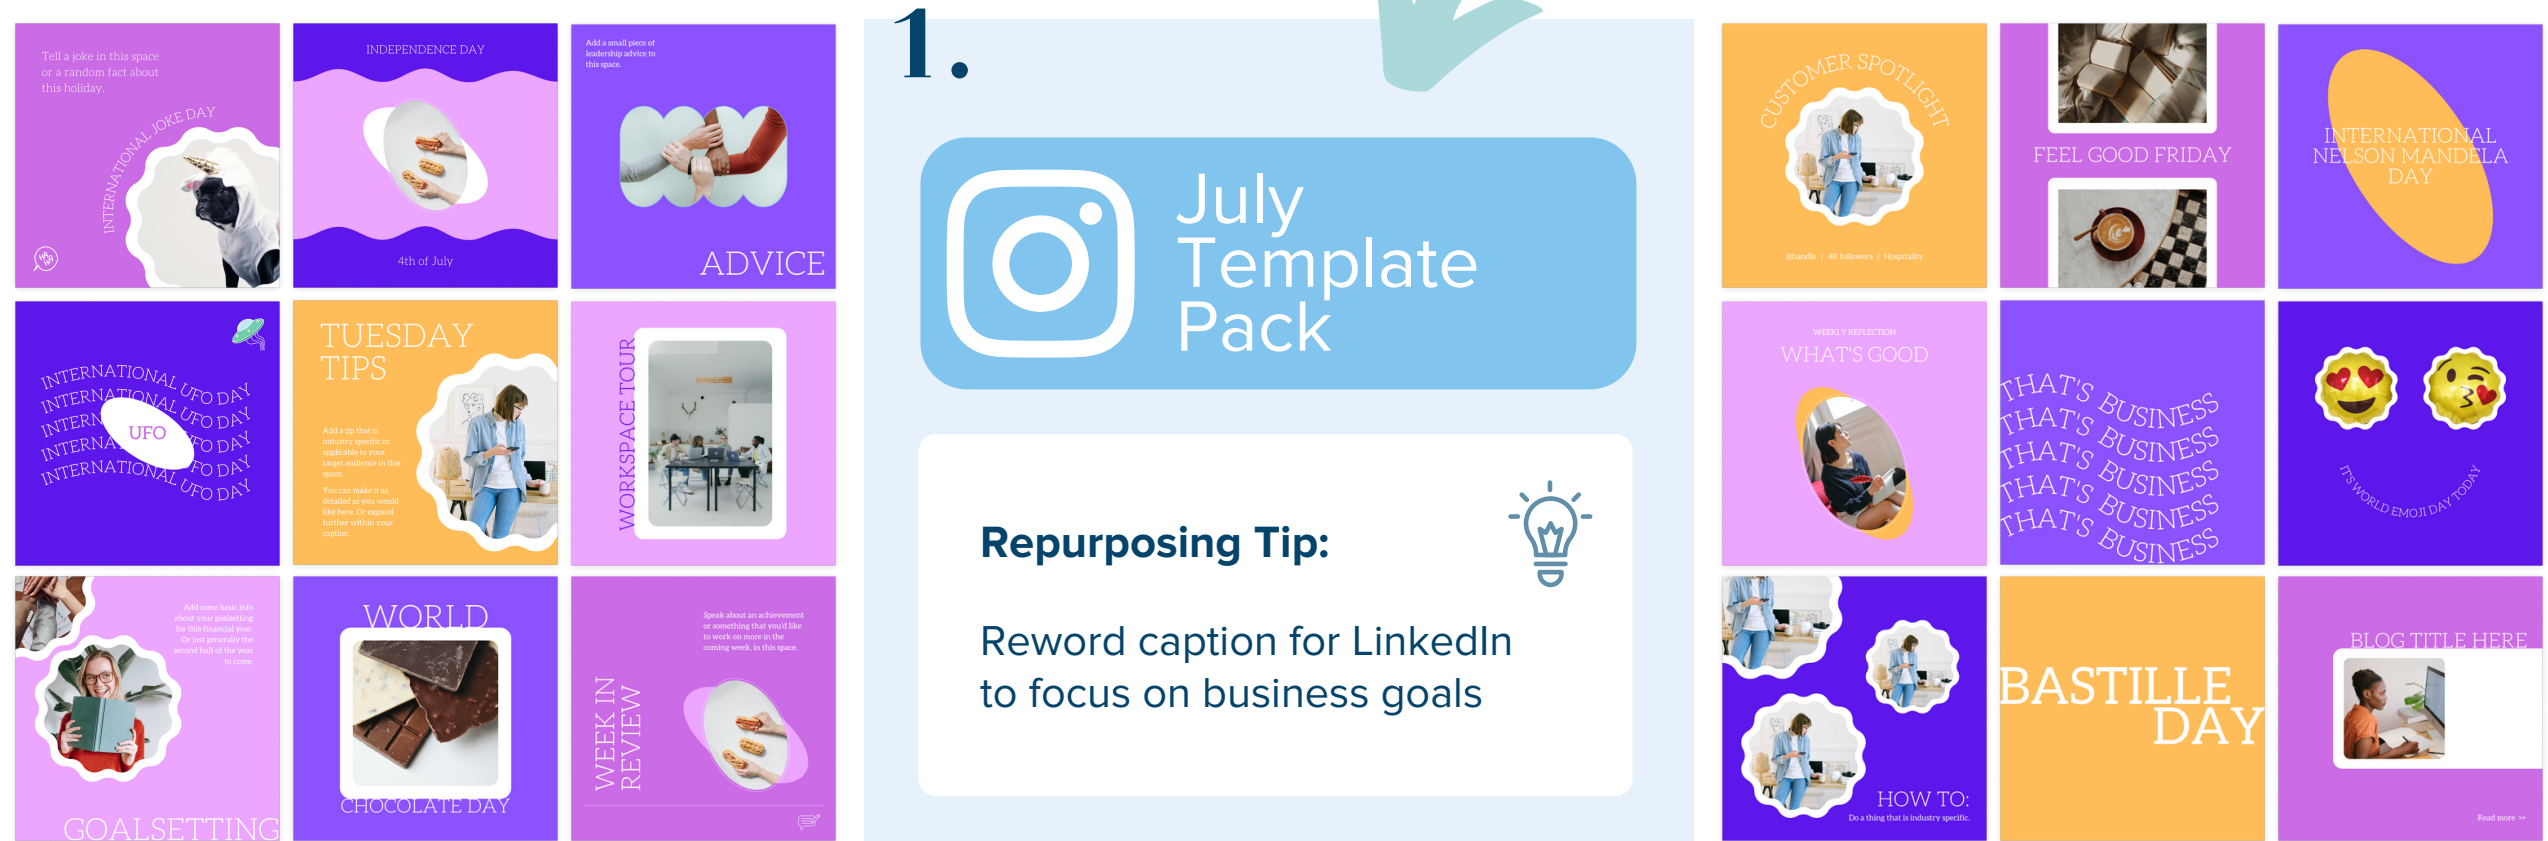 Tell a joke in this space
or a random fact about
this holiday.
INTERNATIONAL JOKE DAY
HA HA
INDEPENDENCE DAY
4th of July
Add a small piece of
leadership advice to
this space.
ADVICE
INTERNATIONAL UFO DAY
INTERNATIONAL UFO DAY
INTERN UFO DAY
INTERNA UFO DAY
INTERNATIONAL UFO DAY
UFO
TUESDAY
TIPS
Add a tip that is
industry specific or
applicable to your
target audience in this
space.
You can make it as
detailed as you would
like here. Or expand
further within your
caption.
WORKSPACE TOUR
Add some basic info
about your goalsetting
for this financial year.
Or just generally the
second half of the year
to come.
GOALSETTING
WORLD
CHOCOLATE DAY
Speak about an achievement
or something that you'd like
to work on more in the
coming week, in this space.
WEEK IN
REVIEW
1.
July
Template
Pack
Repurposing Tip:
Reword caption for LinkedIn
to focus on business goals
CUSTOMER SPOTLIGHT
@handle | 4K followers | Hospitality
FEEL GOOD FRIDAY
INTERNATIONAL
NELSON MANDELA
DAY
WEEKLY REFLECTION
WHAT'S GOOD
THAT'S BUSINESS
THAT'S BUSINESS
THAT'S BUSINESS
THAT'S BUSINESS
THAT'S BUSINESS
IT'S WORLD EMOJI DAY TODAY
HOW TO:
Do a thing that is industry specific.
BASTILLE
DAY
BLOG TITLE HERE
Read more >>